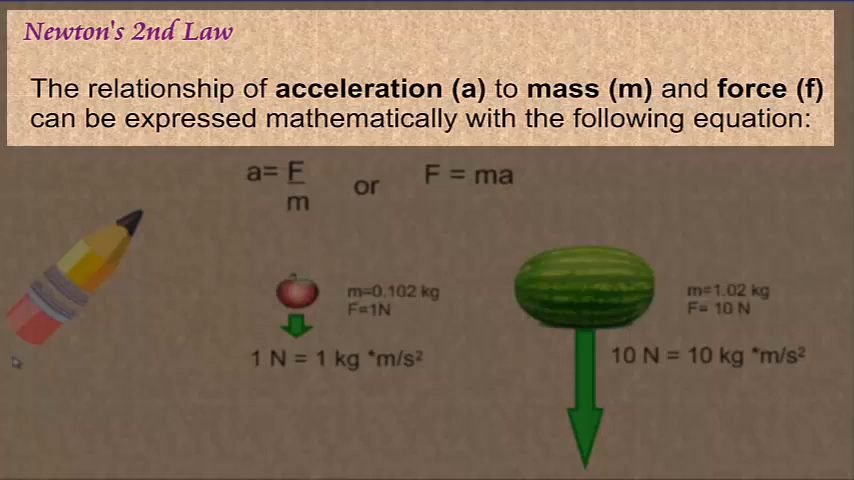 Newton's 2nd Law
The relationship of acceleration (a) to mass (m) and force (f)
can be expressed mathematically with the following equation:
a= F
m
or
F = ma
m=0.102 kg
F=1N
1 N = 1 kg *m/s²
m=1.02 kg
F= 10 N
10 N = 10 kg *m/s²